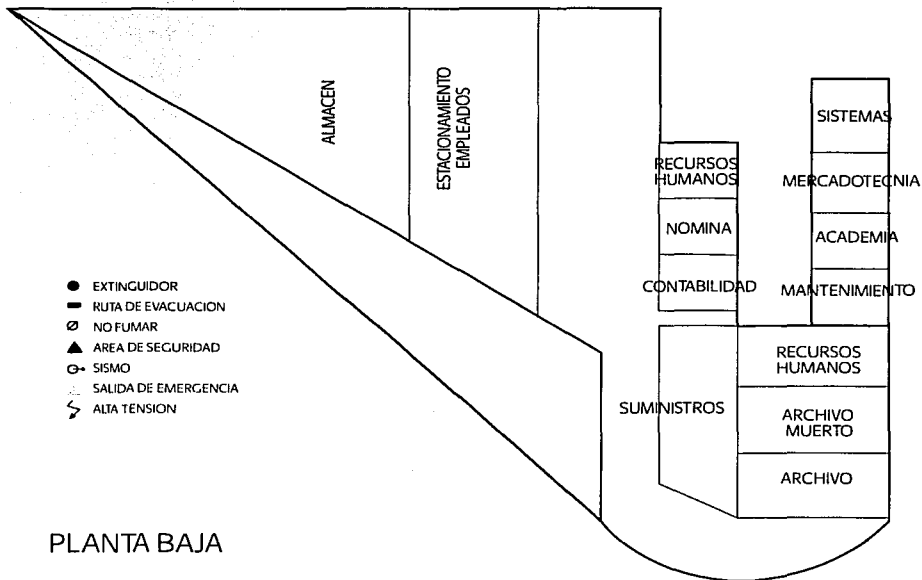 ALMACEN
ESTACIONAMIENTO
EMPLEADOS
RECURSOS
HUMANOS
NOMINA
CONTABILIDAD
SISTEMAS
MERCADOTECNIA
ACADEMIA
MANTENIMIENTO
SUMINISTROS
RECURSOS
HUMANOS
ARCHIVO
MUERTO
ARCHIVO
EXTINGUIDOR
RUTA DE EVACUACION
NO FUMAR
AREA DE SEGURIDAD
SISMO
SALIDA DE EMERGENCIA
ALTA TENSION
PLANTA BAJA